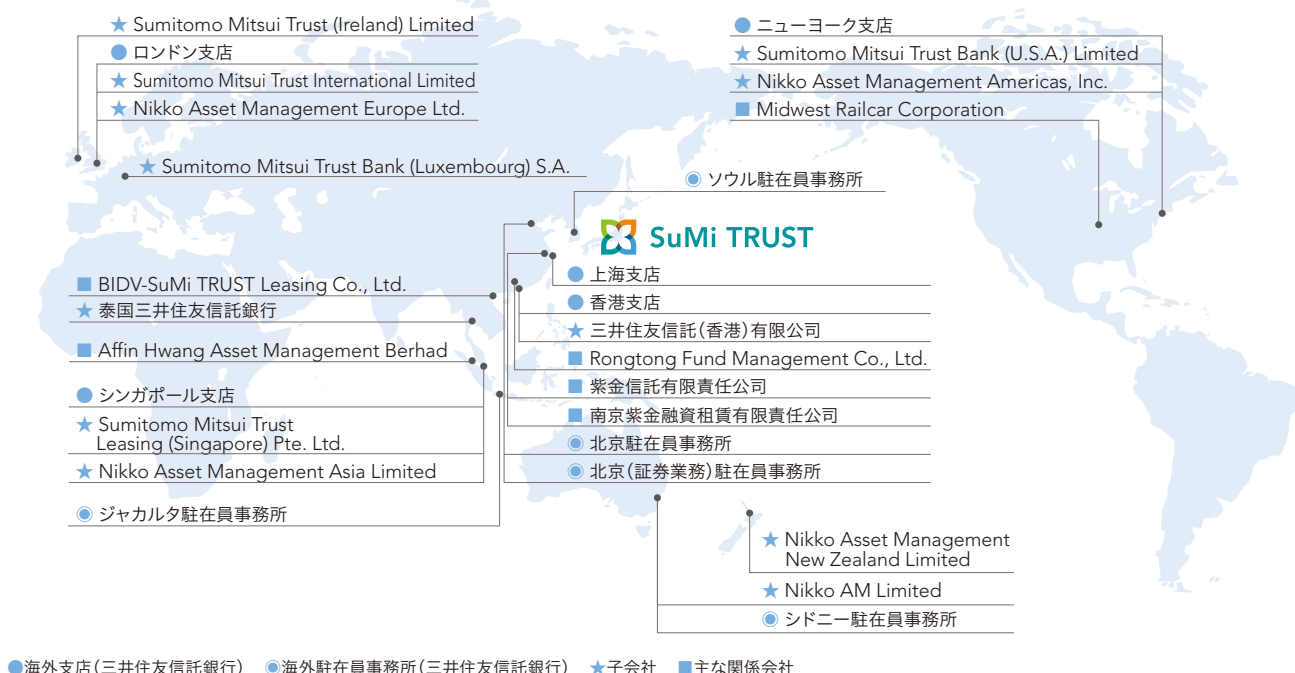 ★ Sumitomo Mitsui Trust (Ireland) Limited
● ロンドン支店
★ Sumitomo Mitsui Trust International Limited
★ Nikko Asset Management Europe Ltd.
★ Sumitomo Mitsui Trust Bank (Luxembourg) S.A.
● ニューヨーク支店
★ Sumitomo Mitsui Trust Bank (U.S.A.) Limited
★ Nikko Asset Management Americas, Inc.
■ Midwest Railcar Corporation
◉ ソウル駐在員事務所
SuMi TRUST
● 上海支店
● 香港支店
★ 三井住友信託(香港)有限公司
■ Rongtong Fund Management Co., Ltd.
■ 紫金信託有限責任公司
■ 南京紫金融資租賃有限責任公司
◉ 北京駐在員事務所
◉ 北京(証券業務)駐在員事務所
■ BIDV-SuMi TRUST Leasing Co., Ltd.
★ 泰国三井住友信託銀行
■ Affin Hwang Asset Management Berhad
● シンガポール支店
★ Sumitomo Mitsui Trust
Leasing (Singapore) Pte. Ltd.
★ Nikko Asset Management Asia Limited
◉ ジャカルタ駐在員事務所
★ Nikko Asset Management
New Zealand Limited
★ Nikko AM Limited
◉ シドニー駐在員事務所
●海外支店(三井住友信託銀行) ◉海外駐在員事務所(三井住友信託銀行) ★子会社 ■主な関係会社